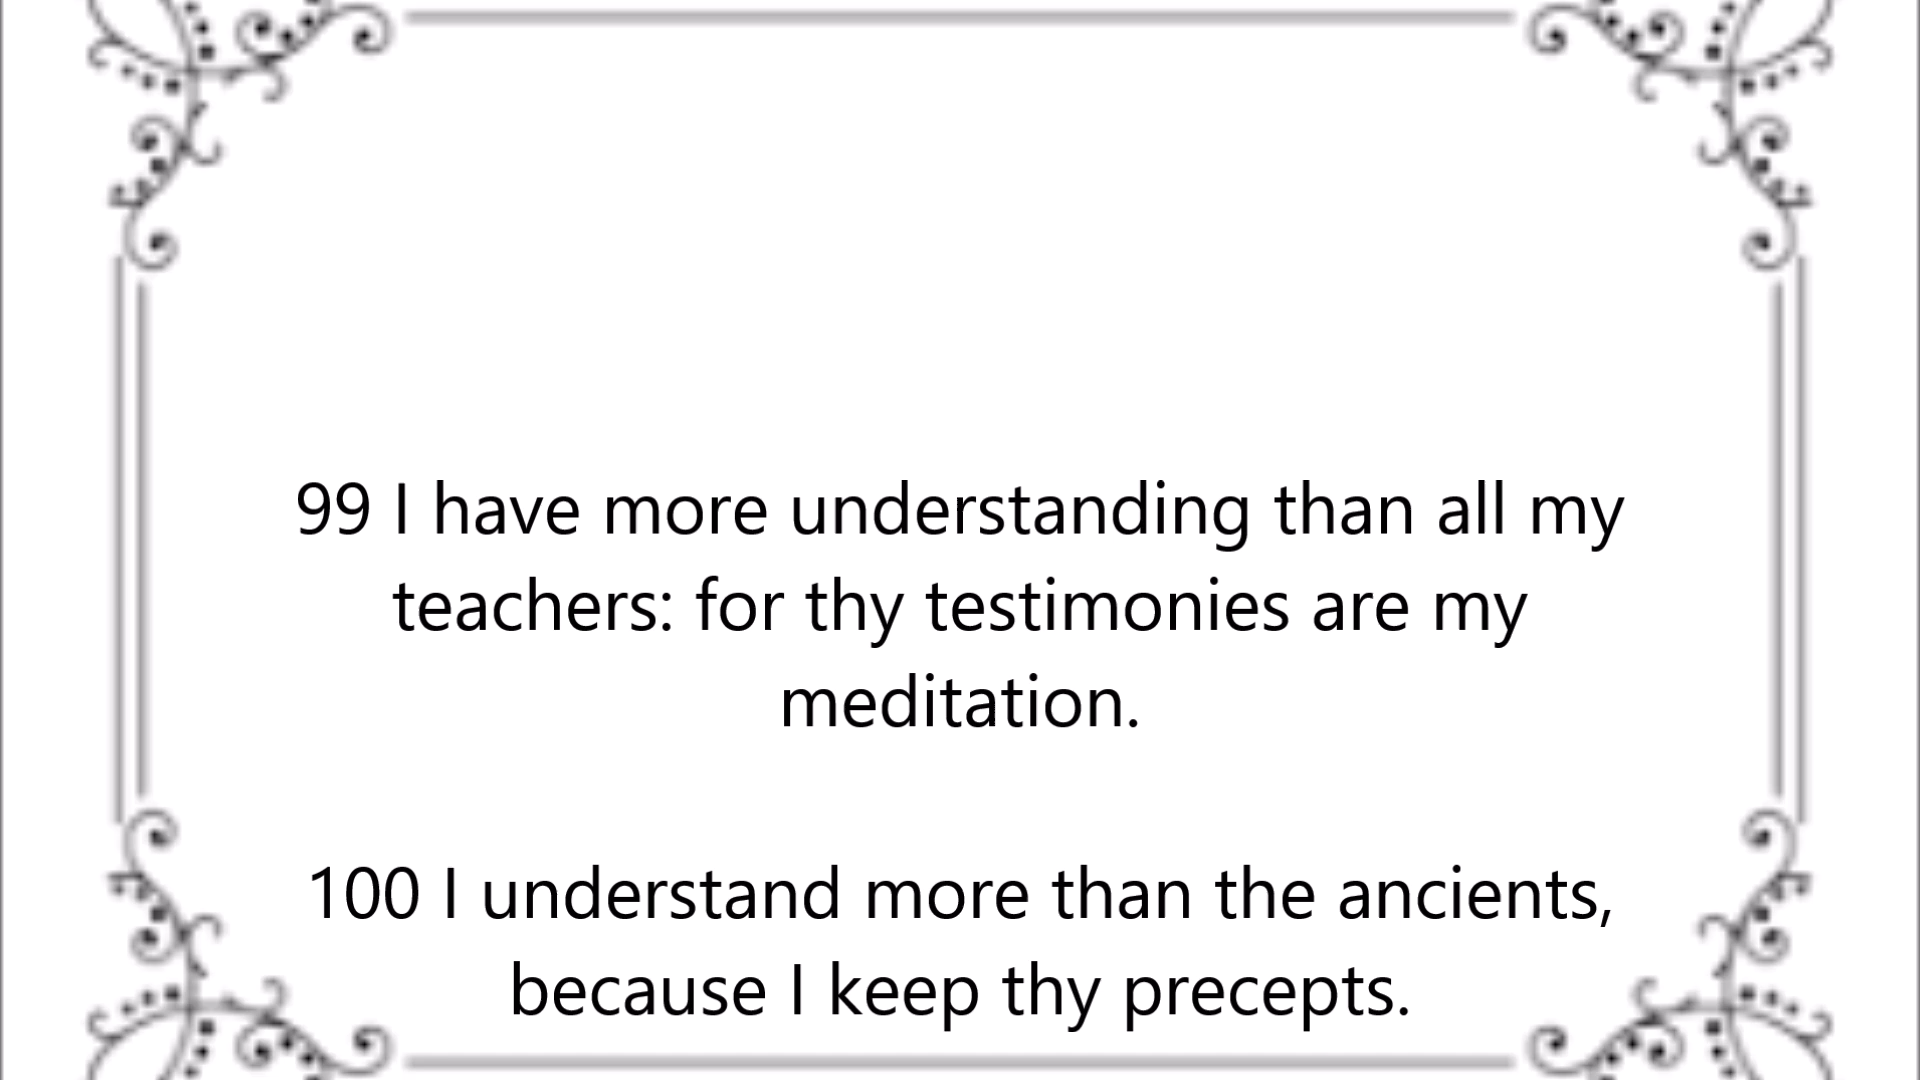 99 I have more understanding than all my
teachers: for thy testimonies are my
meditation.
100 I understand more than the ancients,
because I keep thy precepts.